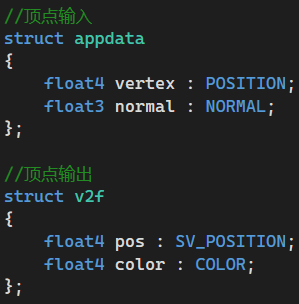 //顶点输入
struct appdata
{
    float4 vertex : POSITION;
    float3 normal : NORMAL;
};

//顶点输出
struct v2f
{
    float4 pos : SV_POSITION;
    float4 color : COLOR;
};